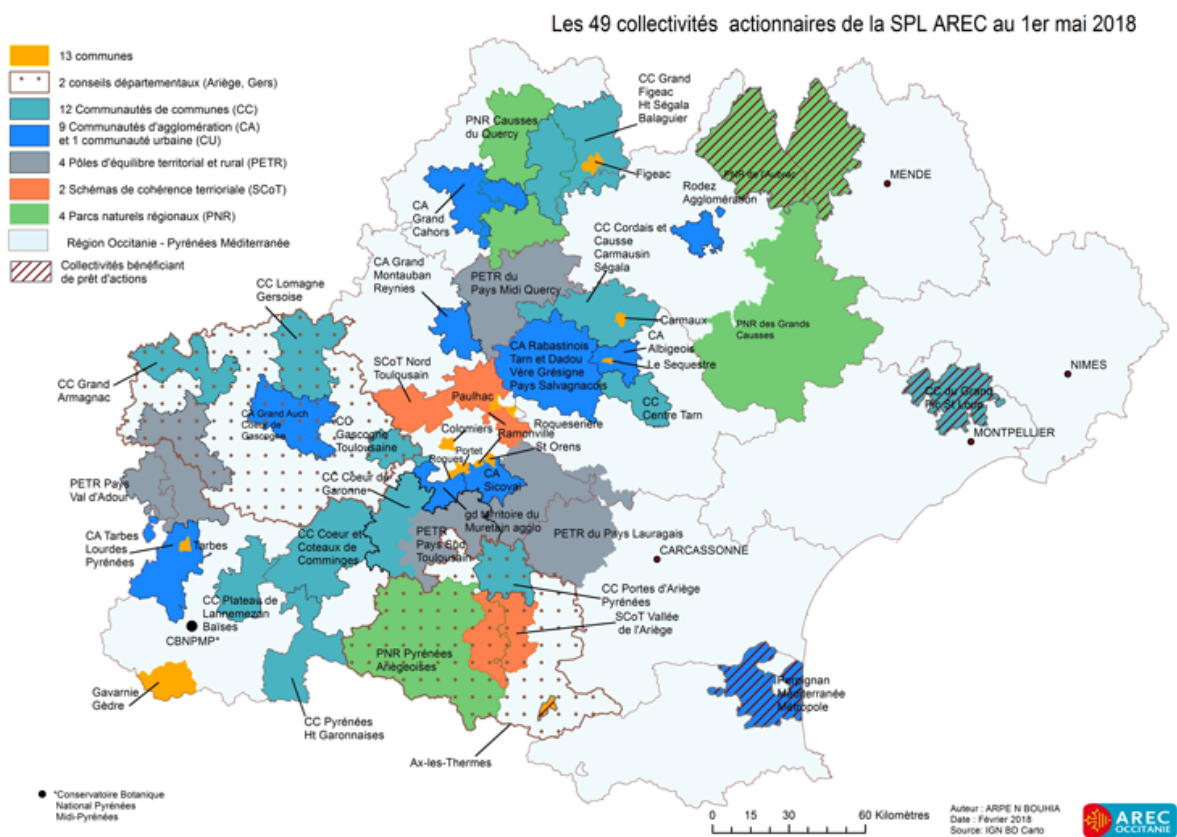 Les 49 collectivités actionnaires de la SPL AREC au 1er mai 2018
13 communes
2 conseils départementaux (Ariège, Gers)
12 Communautés de communes (CC)
9 Communautés d'agglomération (CA)
et 1 communauté urbaine (CU)
4 Pôles d'équilibre territorial et rural (PETR)
2 Schémas de cohérence terrioriale (SCoT)
4 Parcs naturels régionaux (PNR)
Région Occitanie - Pyrénées Méditerranée
Collectivités bénéficiant
de prêt d'actions
CC Grand
Figeac
Ht Ségala
Balaguier
PNR Causses
du Quercy
Figeac
PNR de l'Aubrac
MENDE
Rodez
Agglomération
CA
Grand
Cahors
CC Cordais et
Causse
Carmausin
Ségala
CA Grand
Montauban
Reynies
PETR du
Pays Midi Quercy
CC Lomagne
Gersoise
Carmaux
PNR des Grands
Causses
CA Rabastinois
Tarn et Dadou
Vère Grésigne
Pays Salvagnacois
CA
Albigeois
Le Sequestre
NIMES
SCoT Nord
Toulousain
CC Grand
Armagnac
Paulhac
CC
Centre Tarn
CC du Grand
Pic St Loup
CA Grand Auch
Coeur de
Gascogne
CO
Gascogne
Toulousaine
Colomiers
Roqueseriere
Ramonville
MONTPELLIER
Portet
St Orens
Roques
CC Coeur de
Garonne
CA
Sicoval
PETR Pays
Val d'Adour
gd territoire du
Muretain agglo
CA Tarbes
Lourdes
Pyrénées
Tarbes
CC Coeur et
Coteaux de
Comminges
PETR
Pays Sud
Toulousain
PETR du Pays Lauragais
CARCASSONNE
CC Plateau de
Lannemezan
Baïses
CC Portes d'Ariège
Pyrénées
SCoT Vallée
de l'Ariège
CBNPMP*
PNR Pyrénées
Ariégeoises
Gavarnie
Gèdre
Perpignan
Méditerranée
Métropole
CC Pyrénées
Ht Garonnaises
Ax-les-Thermes
*Conservatoire Botanique
National Pyrénées
Midi-Pyrénées
0 15 30 60 Kilomètres
Auteur : ARPE N BOUHIA
Date : Février 2018
Source: IGN BD Carto
AREC
OCCITANIE